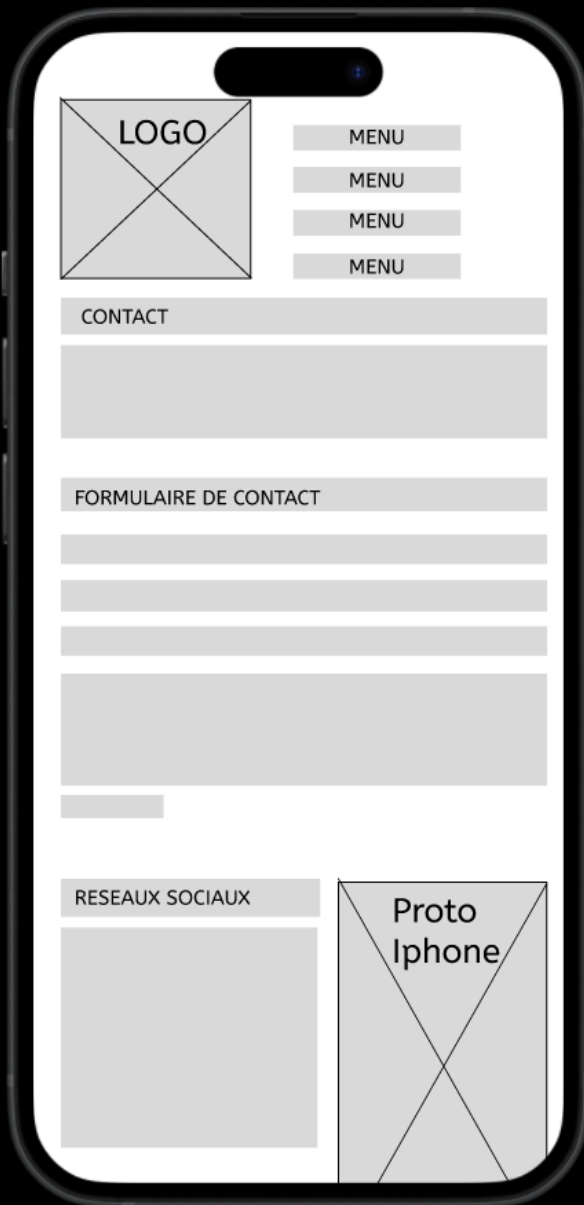 LOGO
MENU
MENU
MENU
MENU
CONTACT
FORMULAIRE DE CONTACT
RESEAUX SOCIAUX
Proto
Iphone